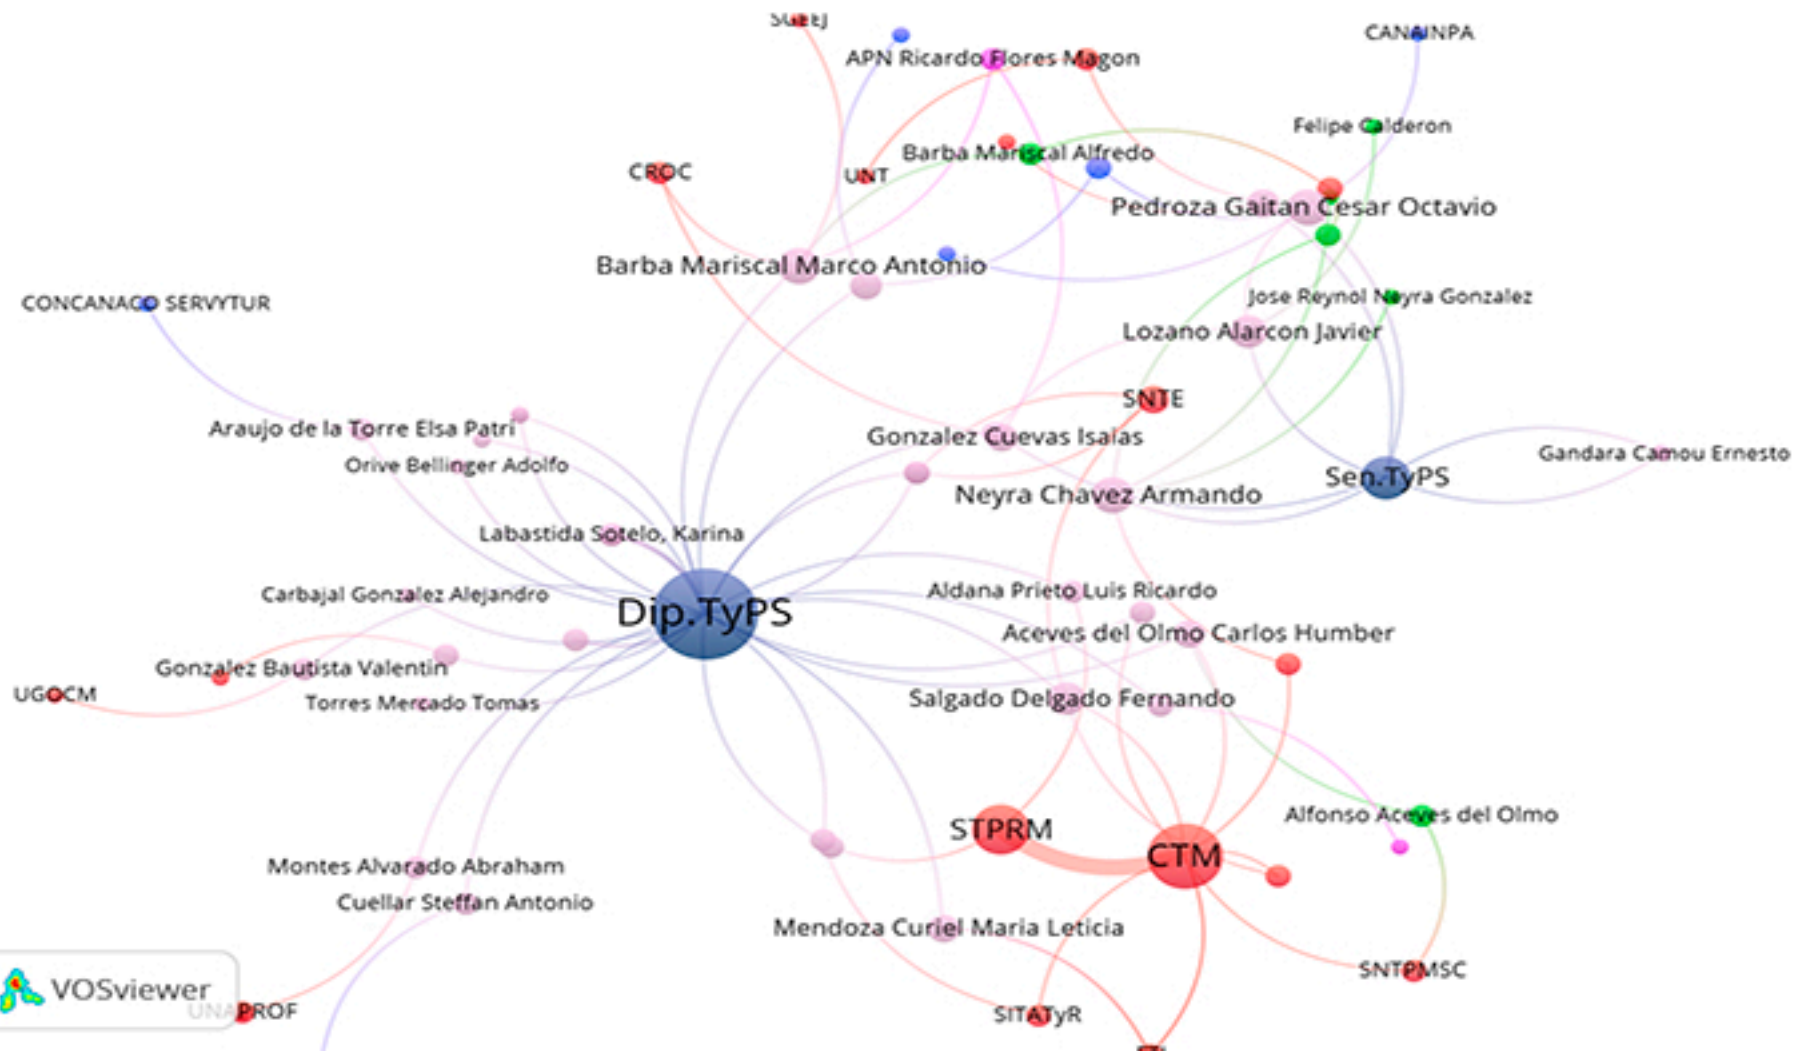 SGEEJ
CANAINPA
APN Ricardo Flores Magon
Felipe Calderon
Barba Mariscal Alfredo
CROC
UNT
Pedroza Gaitan Cesar Octavio
Barba Mariscal Marco Antonio
Jose Reynol Neyra Gonzalez
CONCANACO SERVYTUR
Lozano Alarcon Javier
SNTE
Araujo de la Torre Elsa Patri
Gonzalez Cuevas Isaias
Gandara Camou Ernesto
Orive Bellinger Adolfo
Sen.TyPS
Neyra Chavez Armando
Labastida Sotelo, Karina
Aldana Prieto Luis Ricardo
Carbajal Gonzalez Alejandro
Dip.TyPS
Aceves del Olmo Carlos Humber
Gonzalez Bautista Valentin
UGOCM
Salgado Delgado Fernando
Torres Mercado Tomas
Alfonso Aceves del Olmo
STPRM
CTM
Montes Alvarado Abraham
Cuellar Steffan Antonio
Mendoza Curiel Maria Leticia
SNTPMSC
VOSviewer
UNAPROF
SITATyR